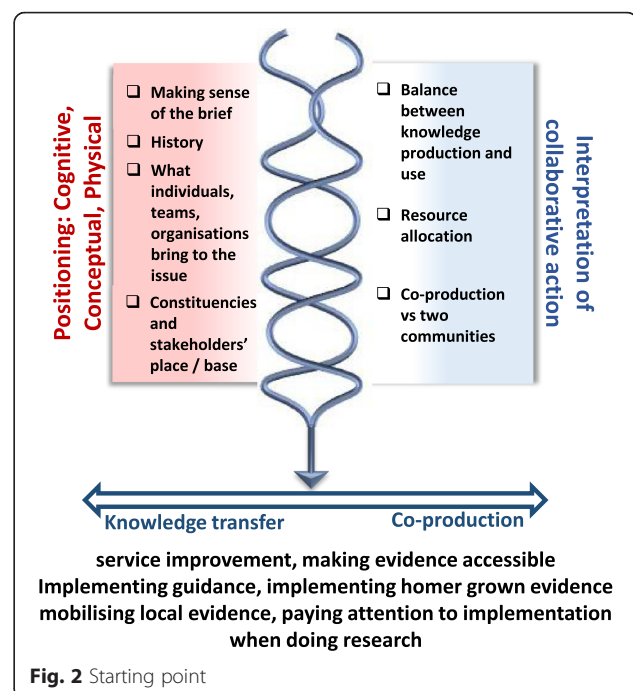 Positioning: Cognitive,
Conceptual, Physical
❑ Making sense
of the brief
❑ History
❑ What
individuals,
teams,
organisations
bring to the
issue
❑ Constituencies
and
stakeholders’
place / base
❑ Balance
between
knowledge
production and
use
❑ Resource
allocation
❑ Co-production
vs two
communities
Interpretation of
collaborative action
Knowledge transfer
Co-production
service improvement, making evidence accessible
Implementing guidance, implementing homer grown evidence
mobilising local evidence, paying attention to implementation
when doing research
Fig. 2 Starting point